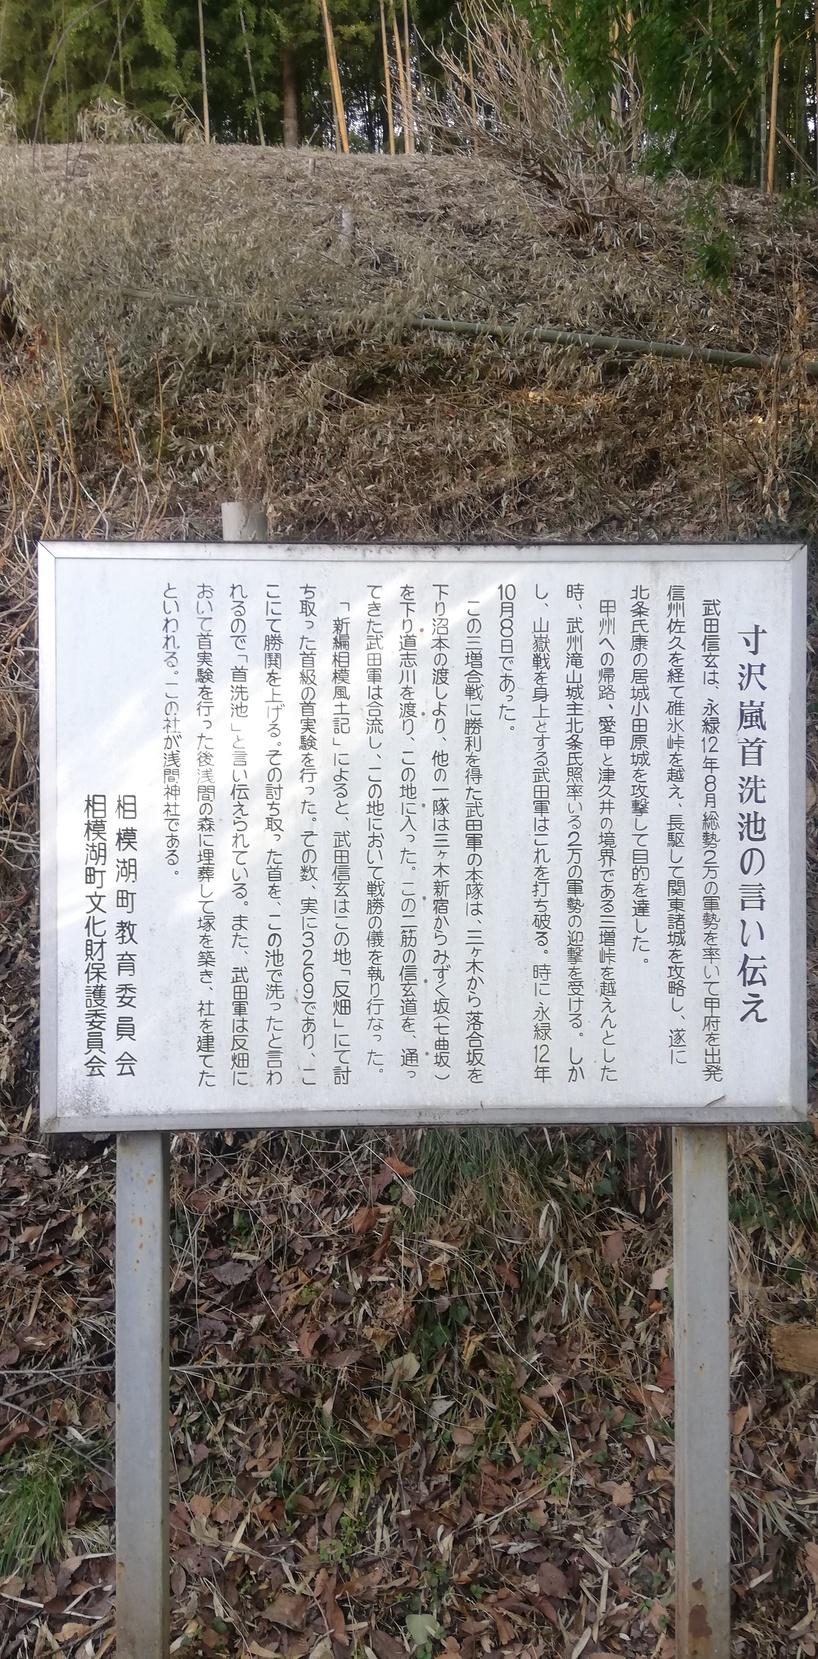 寸沢嵐首洗池の言い伝え
武田信玄は、永緑12年8月総勢2万の軍勢を率いて甲府を出発
信州佐久を経て碓氷峠を越え、長駆して関東諸城を攻略し、遂に
北条氏康の居城小田原城を攻撃して目的を達した。
甲州への帰路、愛甲と津久井の境界である三増峠を越えんとした
時、武州滝山城主北条氏照率いる2万の軍勢の迎撃を受ける。しか
し、山嶽戦を身上とする武田軍はこれを打ち破る。時に永緑12年
10月8日であった。
この三増合戦に勝利を得た武田軍の本隊は、三ヶ木から落合坂を
下り沼本の渡しより、他の一隊は三ヶ木新宿からみずく坂(七曲坂)
を下り道志川を渡り、この地に入った。この二筋の信玄道を、通っ
てきた武田軍は合流し、この地において戦勝の儀を執り行なった。
「新編相模風土記」によると、武田信玄はこの地「反畑」にて討
ち取った首級の首実験を行った。その数、実に3269であり、こ
こにて勝鬨を上げる。その討ち取った首を、この池で洗ったと言わ
れるので「首洗池」と言い伝えられている。また、武田軍は反畑に
おいて首実験を行った後浅間の森に埋葬して塚を築き、社を建てた
といわれる。この社が浅間神社である。
相模湖町教育委員会
相模湖町文化財保護委員会